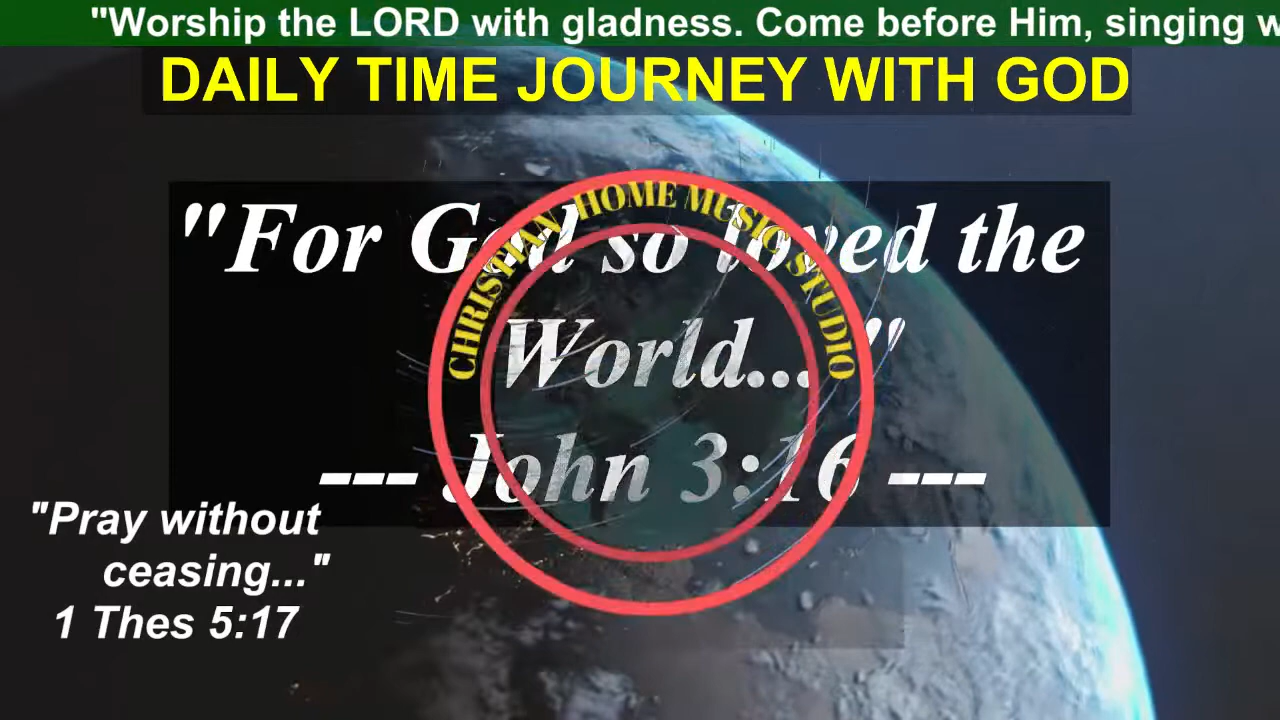 "Worship the LORD with gladness. Come before Him, singing w
DAILY TIME JOURNEY WITH GOD
CHRISTIAN HOME MUSIC STUDIO
"For God so loved the
World... "
--- John 3:16 ---
"Pray without
ceasing..."
1 Thes 5:17